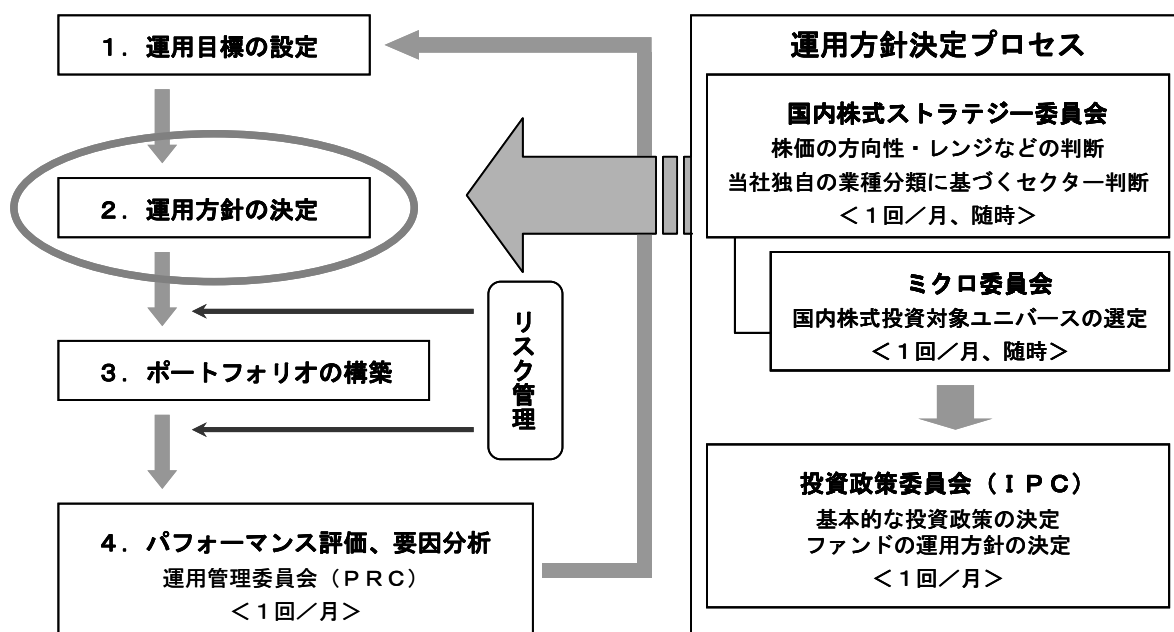 １．運用目標の設定
２．運用方針の決定
３．ポートフォリオの構築
４．パフォーマンス評価、要因分析
運用管理委員会（ＰＲＣ）
＜１回／月＞
リスク管理
運用方針決定プロセス
国内株式ストラテジー委員会
株価の方向性・レンジなどの判断
当社独自の業種分類に基づくセクター判断
＜１回／月、随時＞
ミクロ委員会
国内株式投資対象ユニバースの選定
＜１回／月、随時＞
投資政策委員会（ＩＰＣ）
基本的な投資政策の決定
ファンドの運用方針の決定
＜１回／月＞